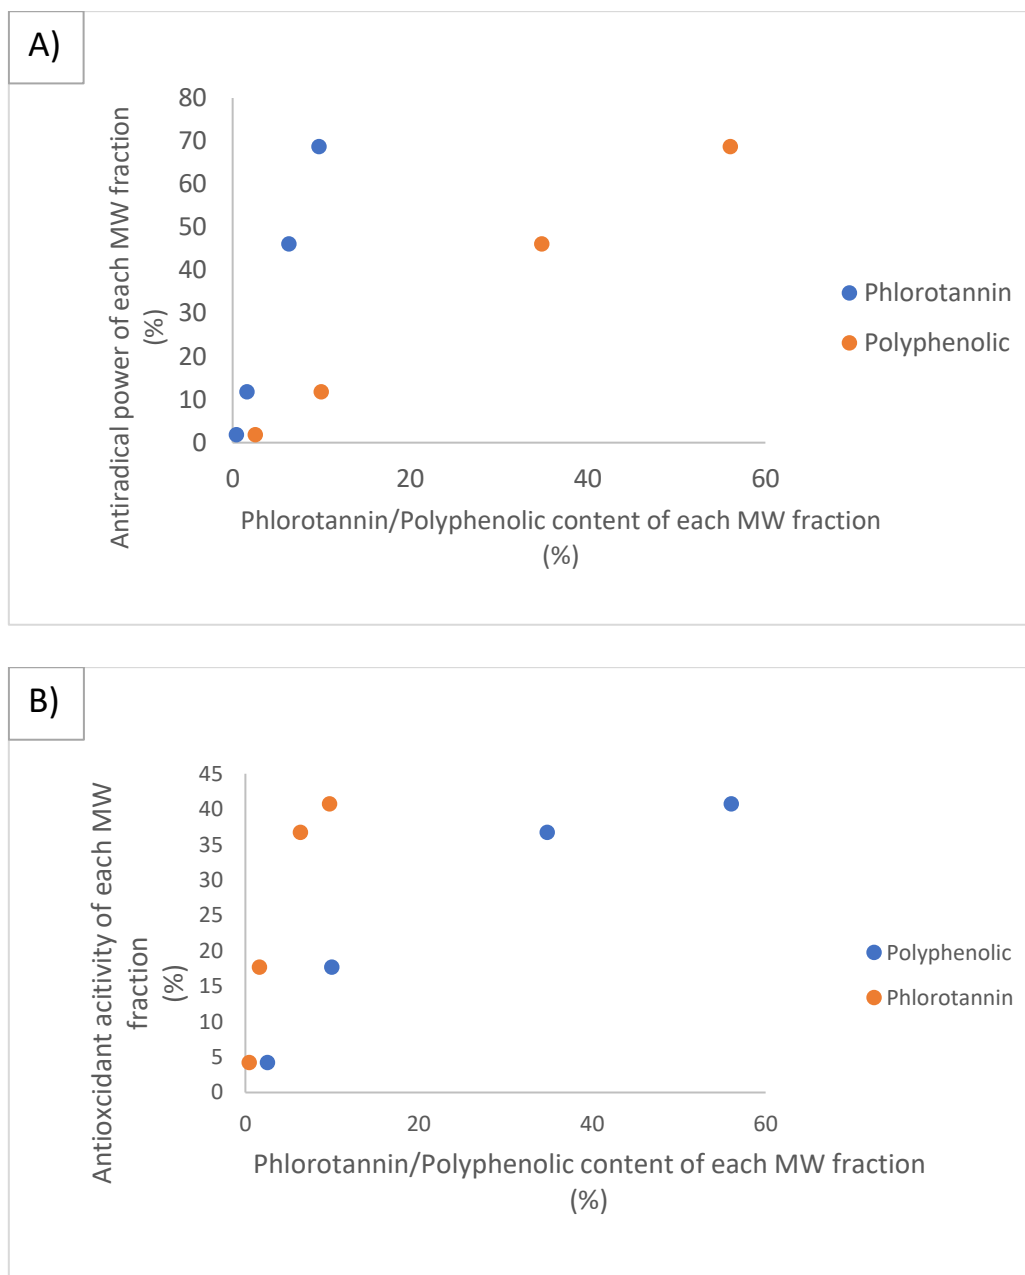 A)
Antiradical power of each MW fraction
(%)
80
70
60
50
40
30
20
10
0
0
20
40
60
Phlorotannin/Polyphenolic content of each MW fraction
(%)
Phlorotannin
Polyphenolic
B)
Antioxcidant acitivity of each MW
fraction
(%)
45
40
35
30
25
20
15
10
5
0
0
20
40
60
Phlorotannin/Polyphenolic content of each MW fraction
(%)
Polyphenolic
Phlorotannin